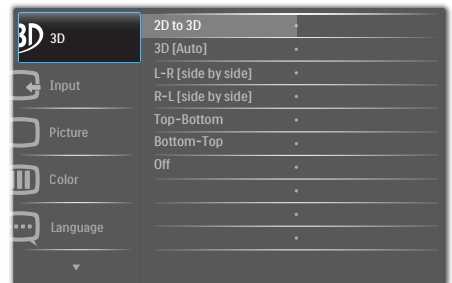 3D 3D
Input
Picture
Color
Language
2D to 3D
3D [Auto]
L-R [side by side]
R-L [side by side]
Top-Bottom
Bottom-Top
Off